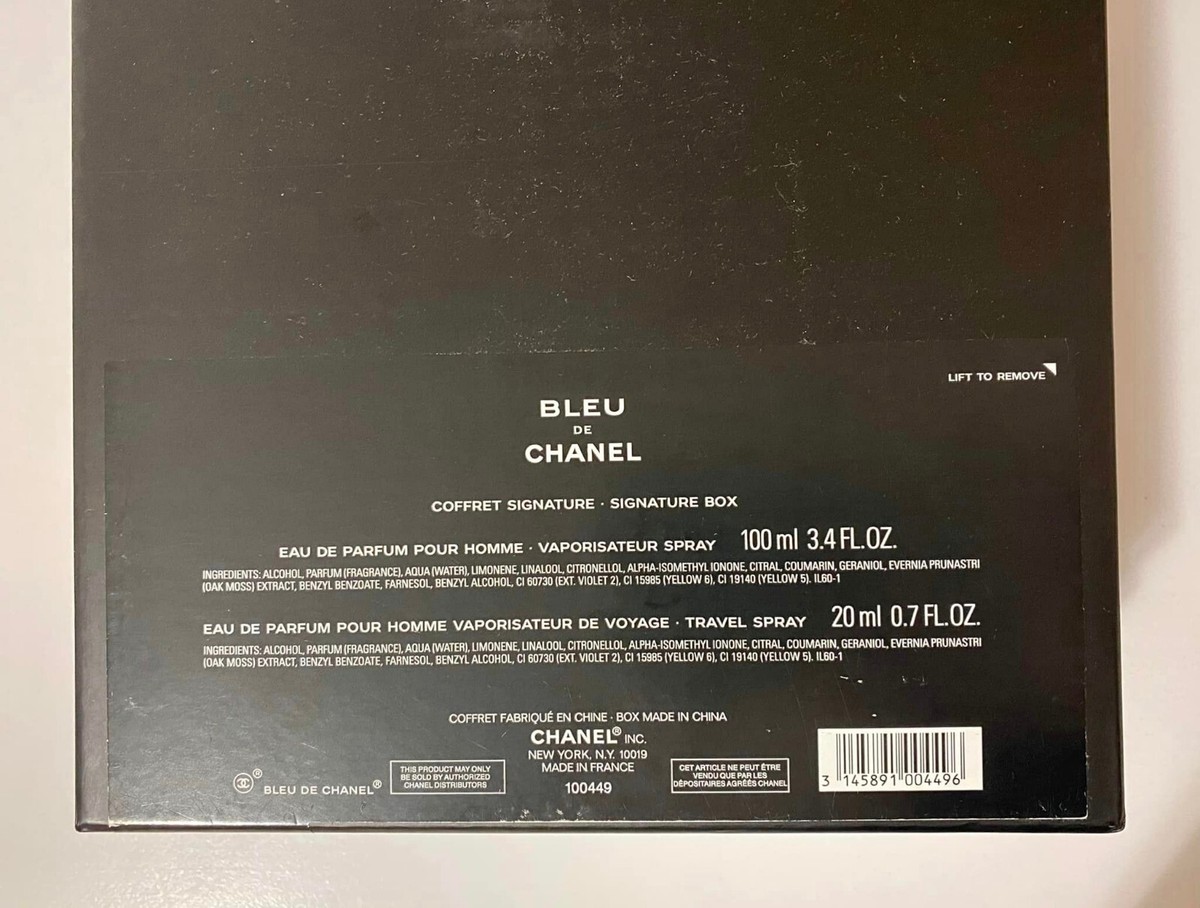 LIFT TO REMOVE
BLEU
DE
CHANEL
COFFRET SIGNATURE · SIGNATURE BOX
EAU DE PARFUM POUR HOMME · VAPORISATEUR SPRAY 100 ml 3.4 FL.OZ.
INGREDIENTS: ALCOHOL, PARFUM (FRAGRANCE), AQUA (WATER), LIMONENE, LINALOOL, CITRONELLOL, ALPHA-ISOMETHYL IONONE, CITRAL, COUMARIN, GERANIOL, EVERNIA PRUNASTRI
(OAK MOSS) EXTRACT, BENZYL BENZOATE, FARNESOL, BENZYL ALCOHOL, CI 60730 (EXT. VIOLET 2), CI 15985 (YELLOW 6), CI 19140 (YELLOW 5). IL60-1
EAU DE PARFUM POUR HOMME VAPORISATEUR DE VOYAGE · TRAVEL SPRAY 20 ml 0.7 FL.OZ.
INGREDIENTS: ALCOHOL, PARFUM (FRAGRANCE), AQUA (WATER), LIMONENE, LINALOOL, CITRONELLOL, ALPHA-ISOMETHYL IONONE, CITRAL, COUMARIN, GERANIOL, EVERNIA PRUNASTRI
(OAK MOSS) EXTRACT, BENZYL BENZOATE, FARNESOL, BENZYL ALCOHOL, CI 60730 (EXT. VIOLET 2), CI 15985 (YELLOW 6), CI 19140 (YELLOW 5). IL60-1
COFFRET FABRIQUÉ EN CHINE · BOX MADE IN CHINA
CHANEL® INC.
NEW YORK, N.Y. 10019
MADE IN FRANCE
100449
® BLEU DE CHANEL®
THIS PRODUCT MAY ONLY
BE SOLD BY AUTHORIZED
CHANEL DISTRIBUTORS
CET ARTICLE NE PEUT ÊTRE
VENDU QUE PAR LES
DÉPOSITAIRES AGRÉÉS CHANEL
3 145891 004496